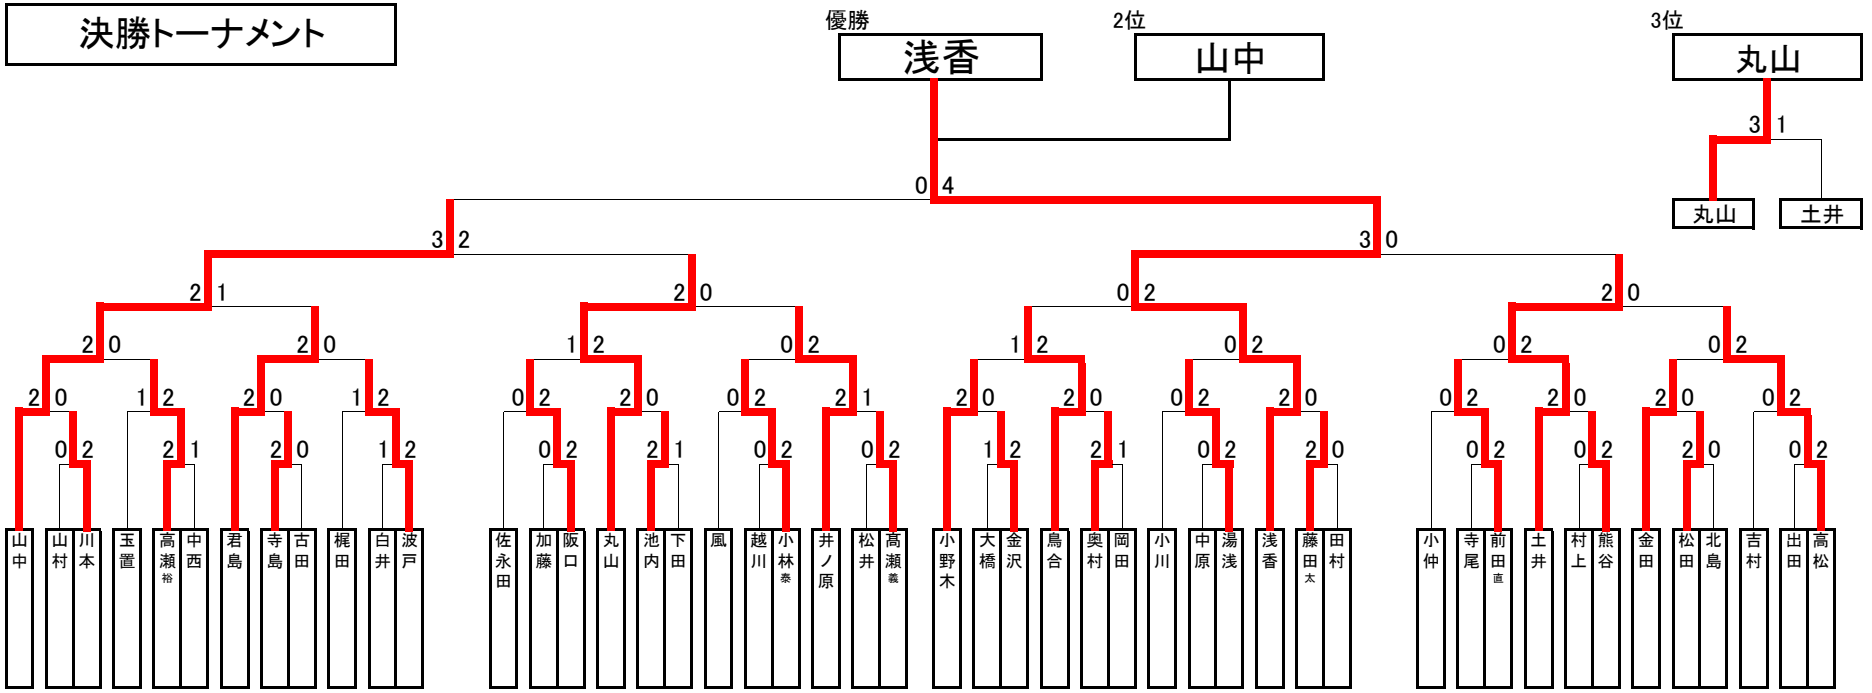 決勝トーナメント
優勝
2位
3位
浅香
山中
丸山
3 1
0 4
丸山
土井
3 2
3 0
2 1
2 0
0 2
2 0
2 0
2 0
1 2
0 2
1 2
0 2
0 2
0 2
2 0
1 2
2 0
1 2
0 2
2 0
0 2
2 1
2 0
2 0
0 2
2 0
0 2
2 0
2 0
0 2
0 2
2 1
2 0
1 2
0 2
2 1
0 2
0 2
1 2
2 1
0 2
2 0
0 2
0 2
2 0
0 2
山中
山村
川本
玉置
高瀬裕
中西
君島
寺島
古田
梶田
白井
波戸
佐永田
加藤
阪口
丸山
池内
下田
風
越川
小林泰
井ノ原
松井
髙瀬義
小野木
大橋
金沢
鳥合
奥村
岡田
小川
中原
湯浅
浅香
藤田太
田村
小仲
寺尾
前田直
土井
村上
熊谷
金田
松田
北島
吉村
出田
高松